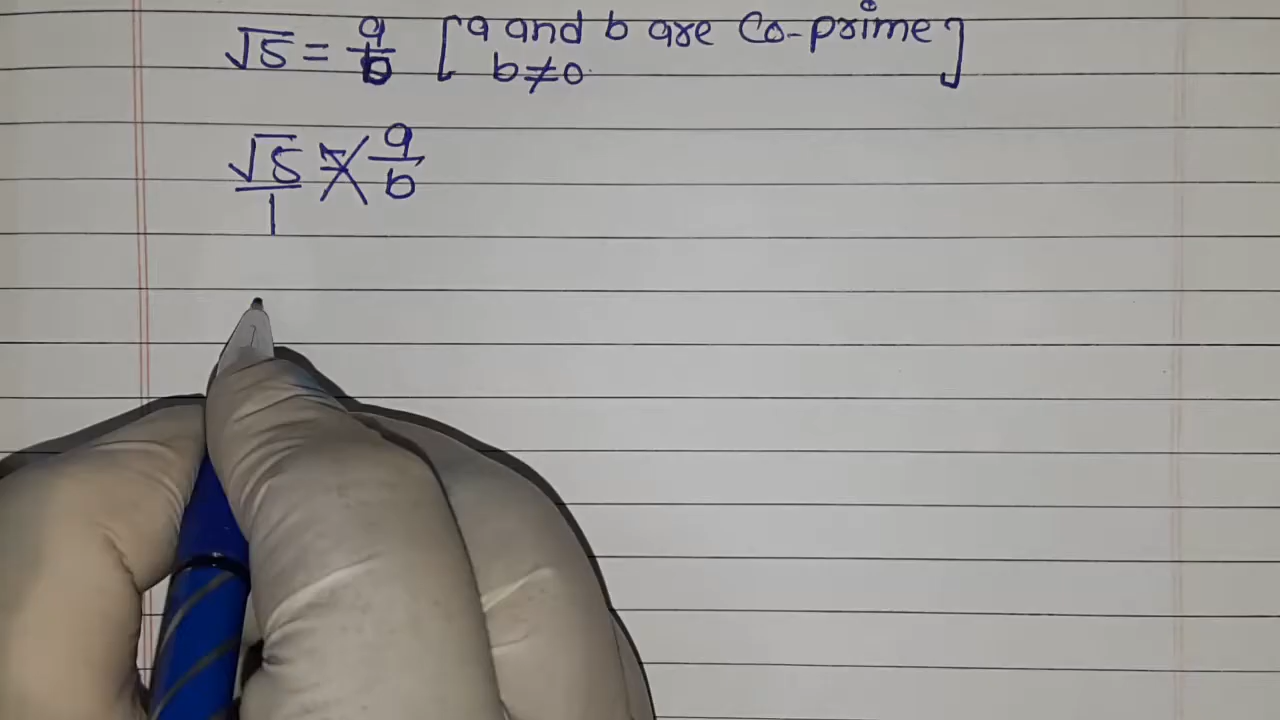 √5 = a/b [a and b are Co-prime
b≠0]
√5/1 = a/b